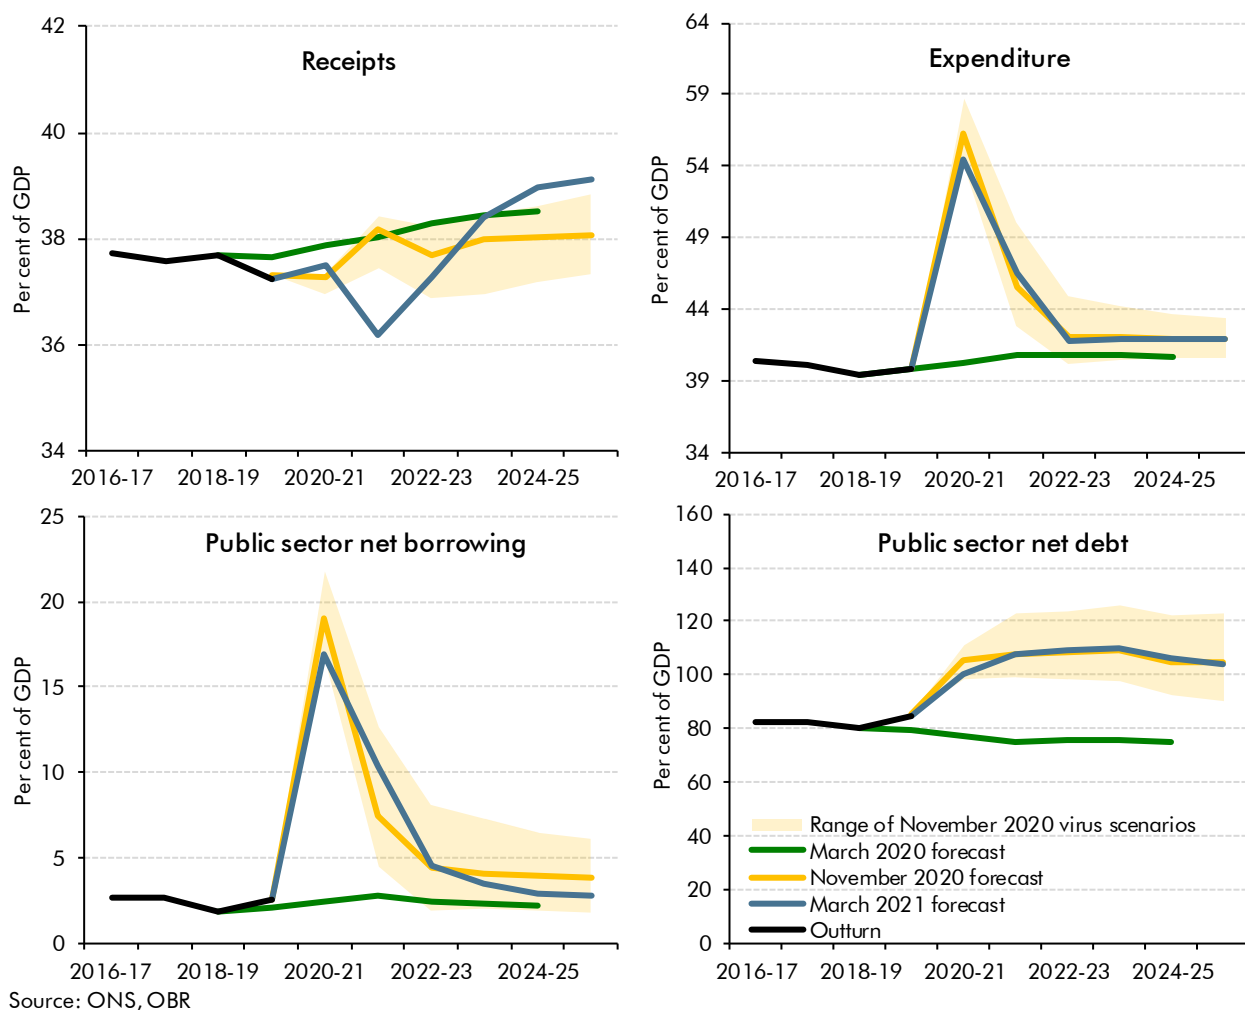 Receipts
Per cent of GDP
42
40
38
36
34
2016-17 2018-19 2020-21 2022-23 2024-25
Expenditure
Per cent of GDP
64
59
54
49
44
39
34
2016-17 2018-19 2020-21 2022-23 2024-25
Public sector net borrowing
Per cent of GDP
25
20
15
10
5
0
2016-17 2018-19 2020-21 2022-23 2024-25
Public sector net debt
Per cent of GDP
160
140
120
100
80
60
40
20
0
Range of November 2020 virus scenarios
March 2020 forecast
November 2020 forecast
March 2021 forecast
Outturn
2016-17 2018-19 2020-21 2022-23 2024-25
Source: ONS, OBR